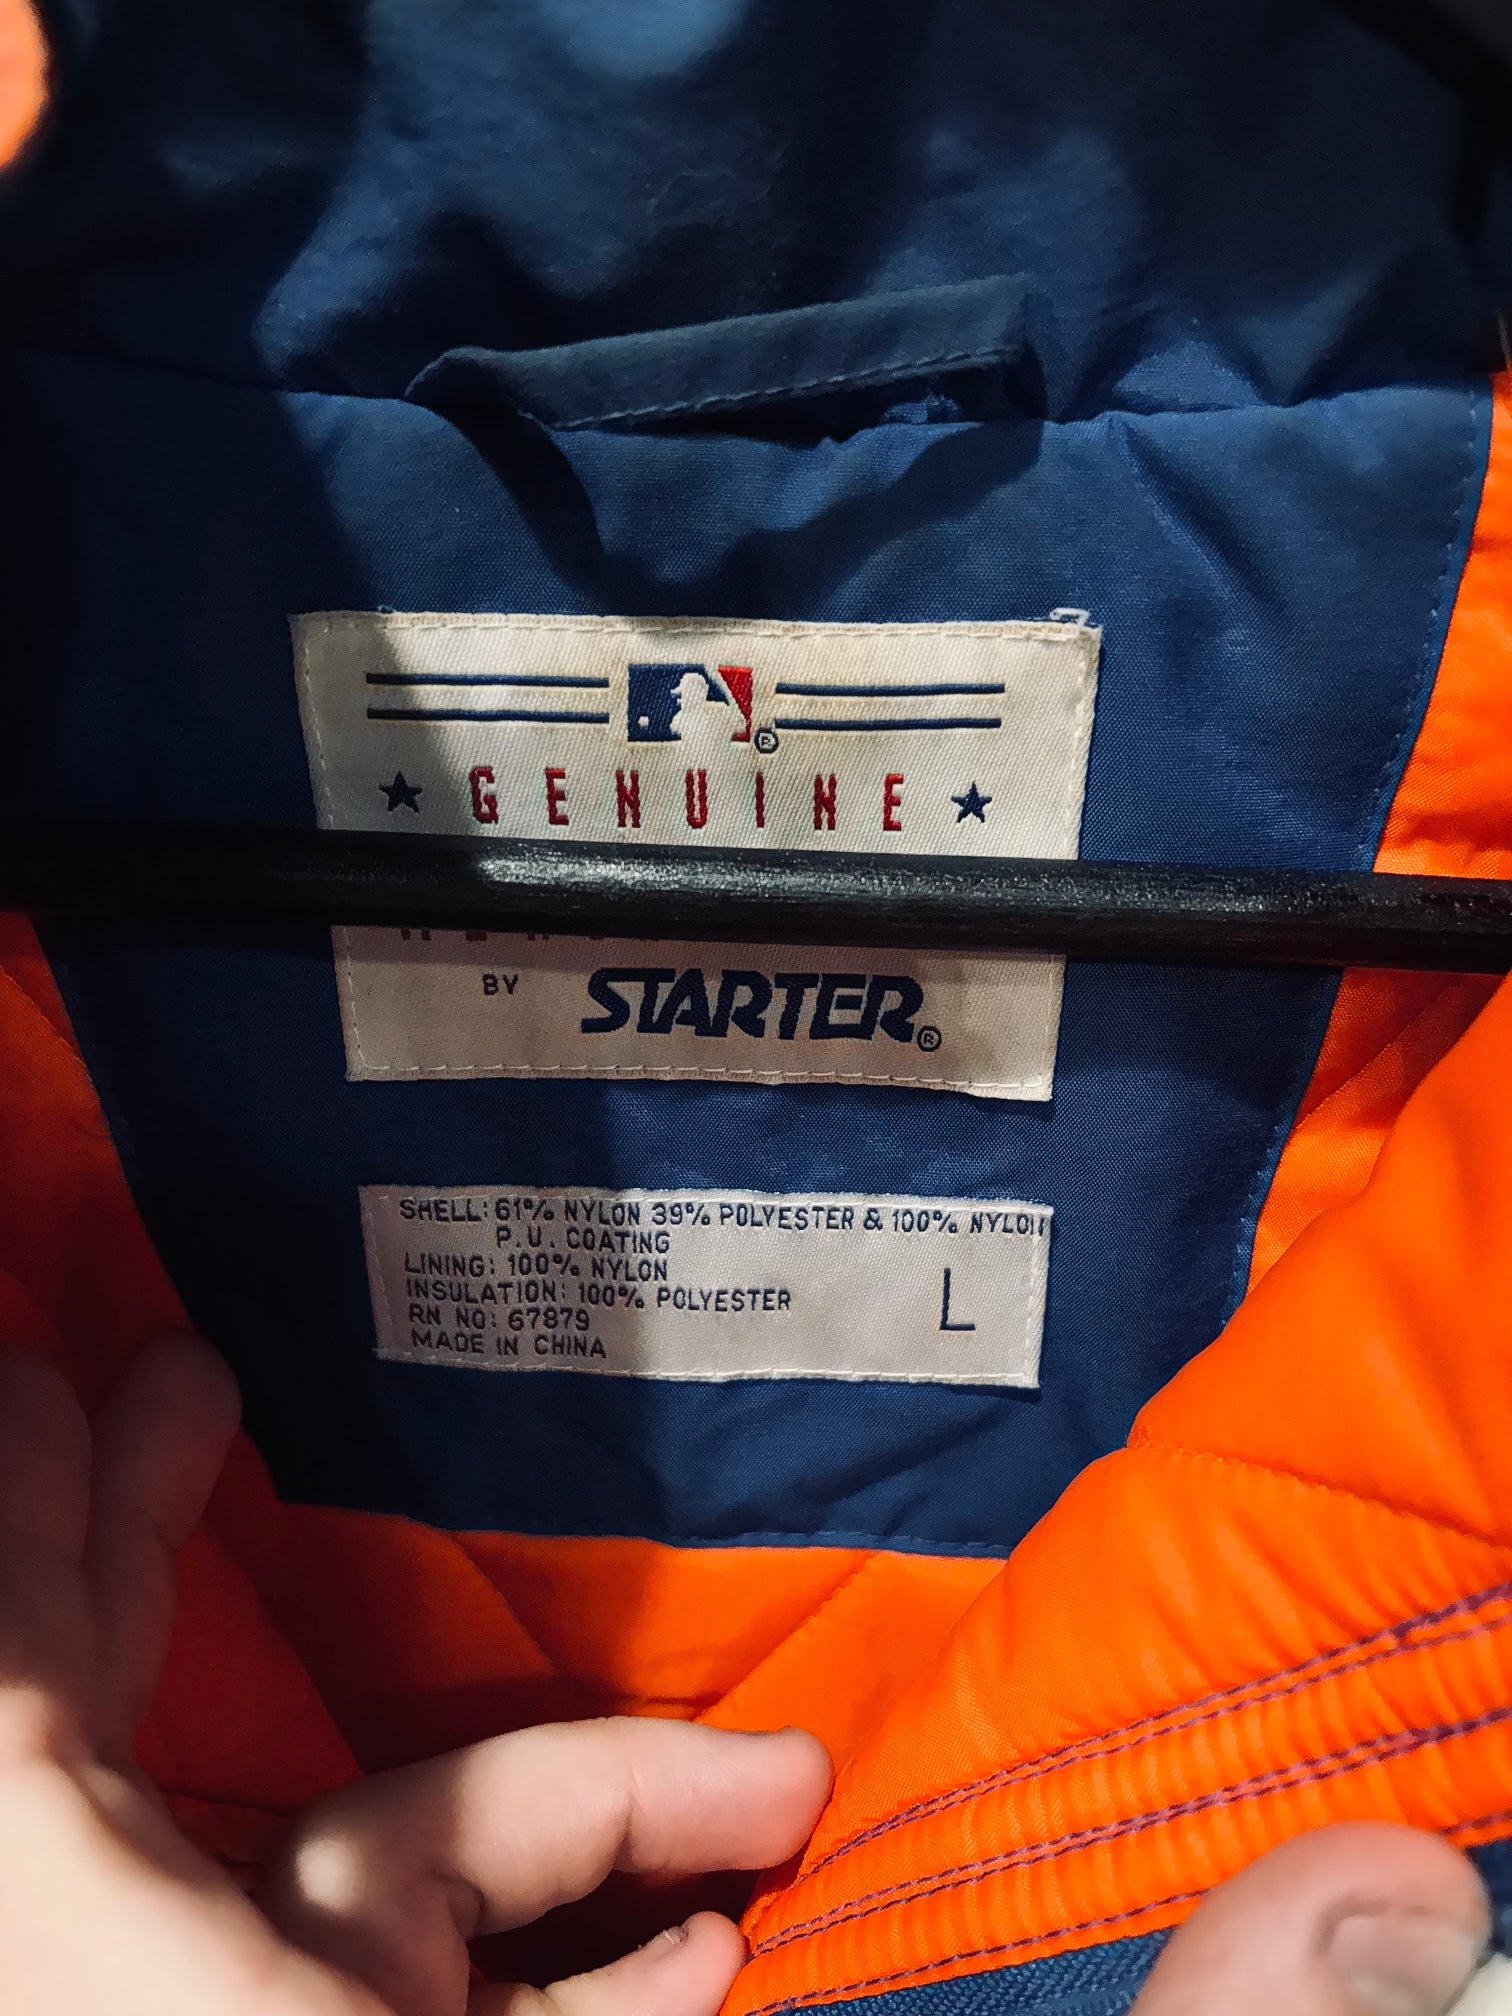 GENUINE
BY STARTER®
SHELL: 61% NYLON 39% POLYESTER & 100% NYLON
P.U. COATING
LINING: 100% NYLON
INSULATION: 100% POLYESTER
RN NO: 67879
MADE IN CHINA
L